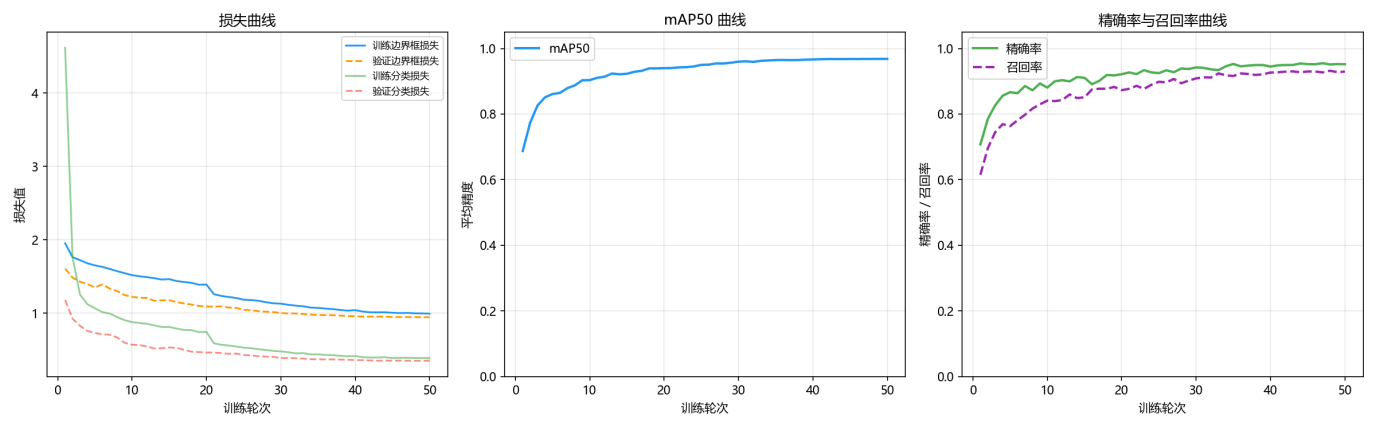 损失曲线
训练边界框损失
验证边界框损失
训练分类损失
验证分类损失
损失值
4
3
2
1
0 10 20 30 40 50
训练轮次
mAP50 曲线
mAP50
平均精度
1.0
0.8
0.6
0.4
0.2
0.0
0 10 20 30 40 50
训练轮次
精确率与召回率曲线
精确率
召回率
精确率 / 召回率
1.0
0.8
0.6
0.4
0.2
0.0
0 10 20 30 40 50
训练轮次